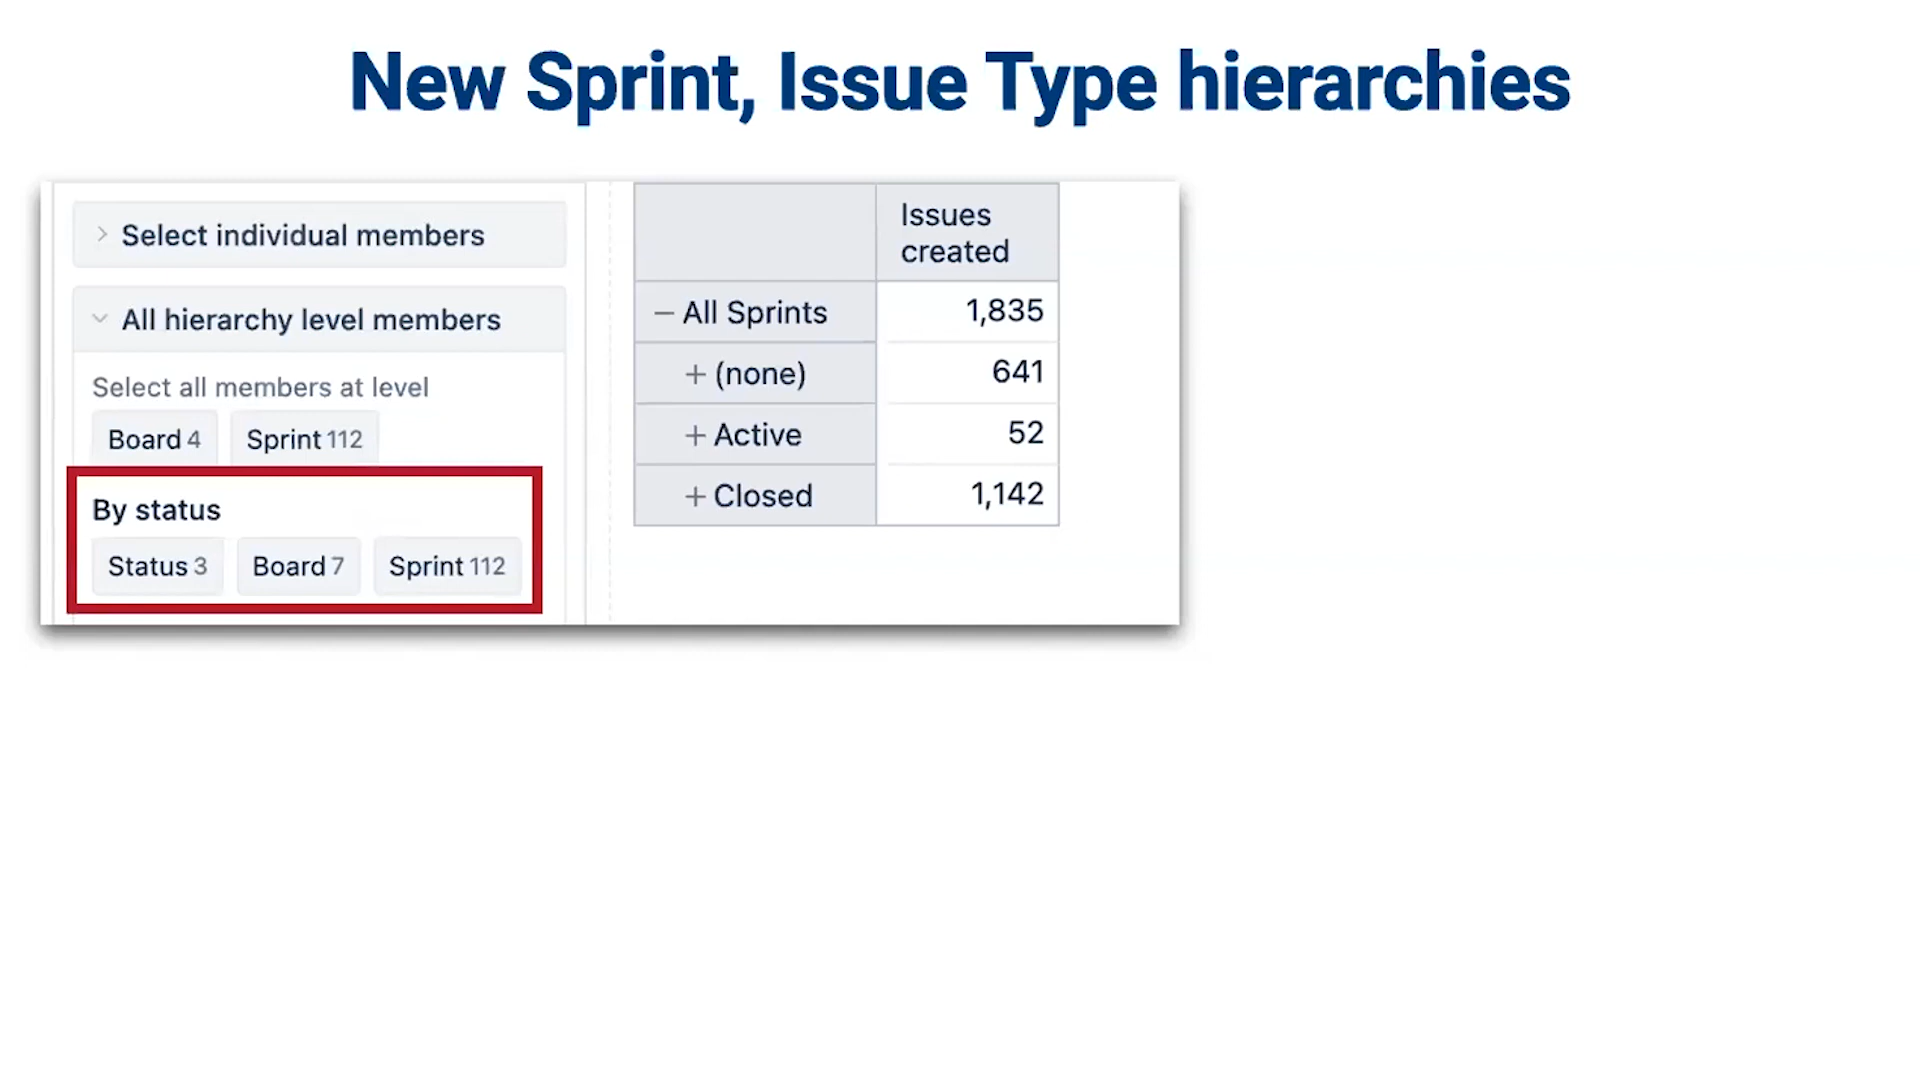 New Sprint, Issue Type hierarchies
Select individual members
All hierarchy level members
Select all members at level
Board 4 Sprint 112
By status
Status 3 Board 7 Sprint 112
Issues
created
− All Sprints 1,835
+ (none) 641
+ Active 52
+ Closed 1,142